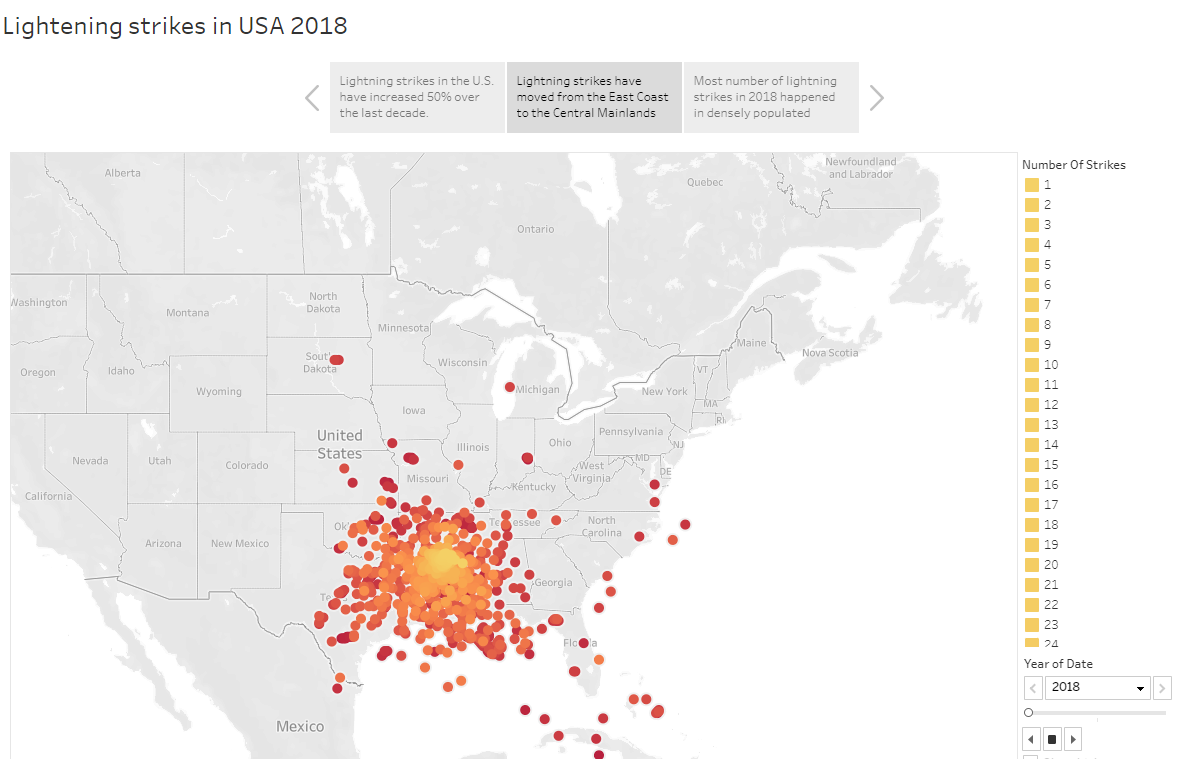 Lightening strikes in USA 2018
Lightning strikes in the U.S.
have increased 50% over
the last decade.
Lightning strikes have
moved from the East Coast
to the Central Mainlands
Most number of lightning
strikes in 2018 happened
in densely populated
Number Of Strikes
1
2
3
4
5
6
7
8
9
10
11
12
13
14
15
16
17
18
19
20
21
22
23
24
Year of Date
2018
Alberta
Newfoundland
and Labrador
Quebec
Ontario
Washington
Montana
North
Dakota
Minnesota
Maine
Nova Scotia
Oregon
Idaho
South
Dakota
Wisconsin
VT
Wyoming
Michigan
New York
MA
Iowa
RI
United
States
Pennsylvania
Nevada
Utah
Colorado
Illinois
Ohio
NJ
MD
DE
West
Virginia
California
Missouri
Kentucky
Arizona
New Mexico
Ok
Te essee
North
Carolina
Georgia
Te
Flo da
Mexico